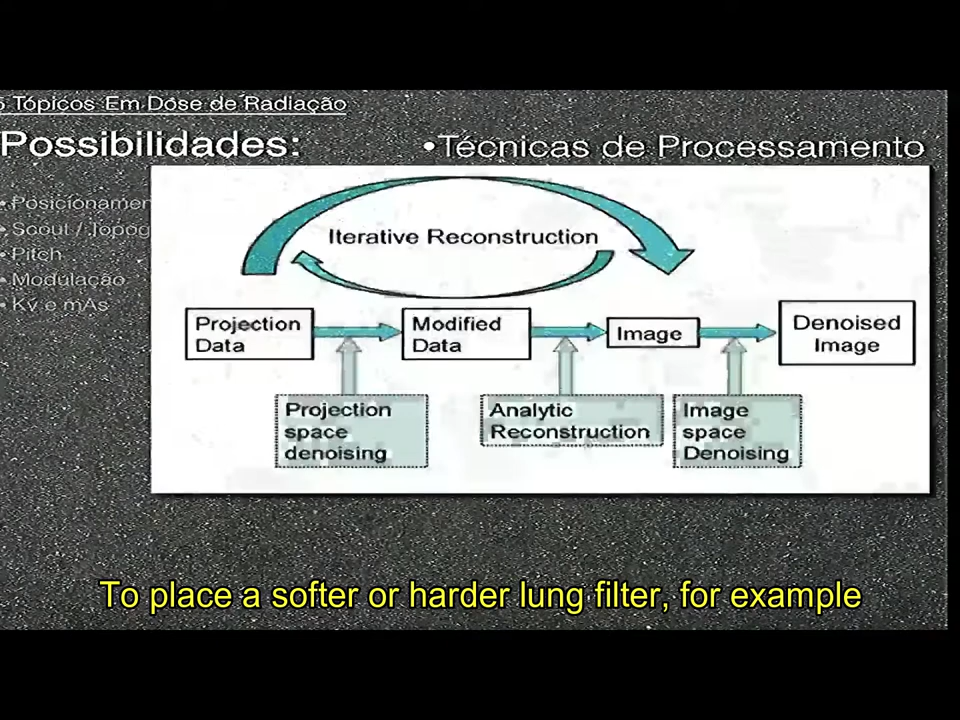 5 Tópicos Em Dose de Radiação
Possibilidades:
•Técnicas de Processamento
• Posicionamen
• Scout / Topog
• Pitch
• Modulação
• Kv e mAs
Iterative Reconstruction
Projection
Data
Modified
Data
Image
Denoised
Image
Projection
space
denoising
Analytic
Reconstruction
Image
space
Denoising
To place a softer or harder lung filter, for example